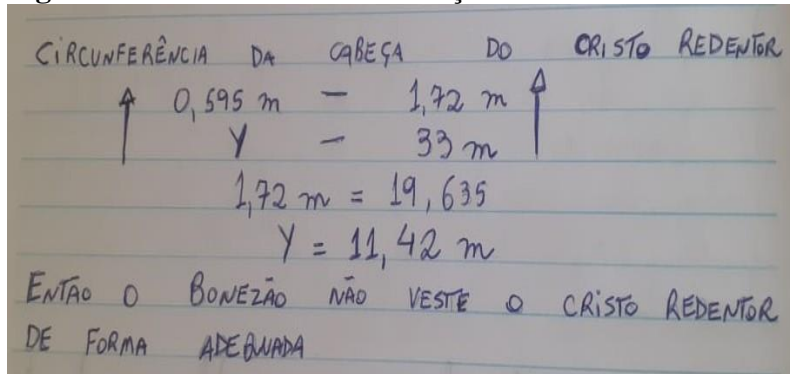 CIRCUNFERÊNCIA DA CABEÇA DO CRISTO REDENTOR
↑ 0,595 m — 1,72 m ↑
Y — 33 m
1,72 m = 19,635
Y = 11,42 m
ENTÃO O BONEZÃO NÃO VESTE O CRISTO REDENTOR
DE FORMA ADEQUADA